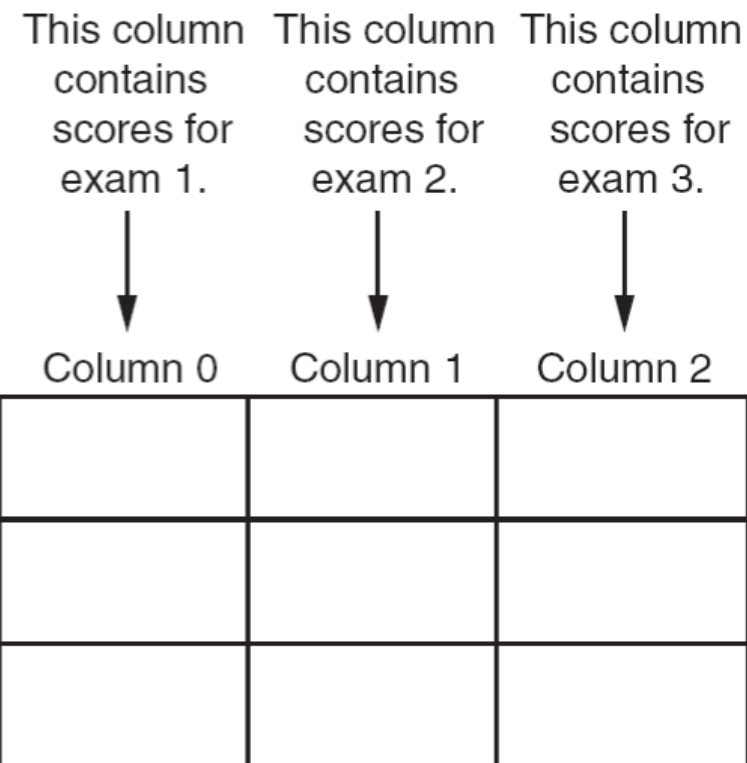 This column
contains
scores for
exam 1.
This column
contains
scores for
exam 2.
This column
contains
scores for
exam 3.
Column 0
Column 1
Column 2